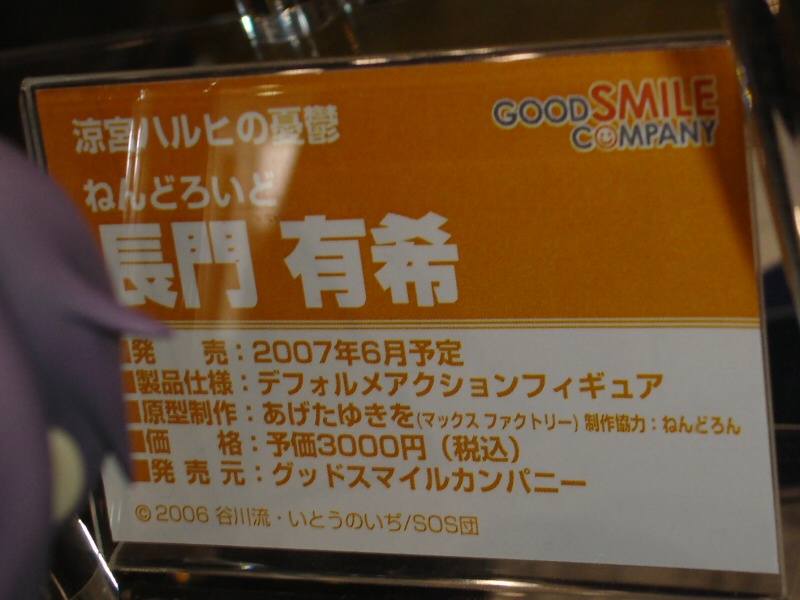 GOOD SMILE
COMPANY
涼宮ハルヒの憂鬱
ねんどろいど
長門 有希
■発 売：2007年6月予定
■製品仕様：デフォルメアクションフィギュア
■原型制作：あげたゆきを(マックス ファクトリー) 制作協力：ねんどろん
■価 格：予価3000円（税込）
■発 売 元：グッドスマイルカンパニー
©2006 谷川流・いとうのいぢ/SOS団